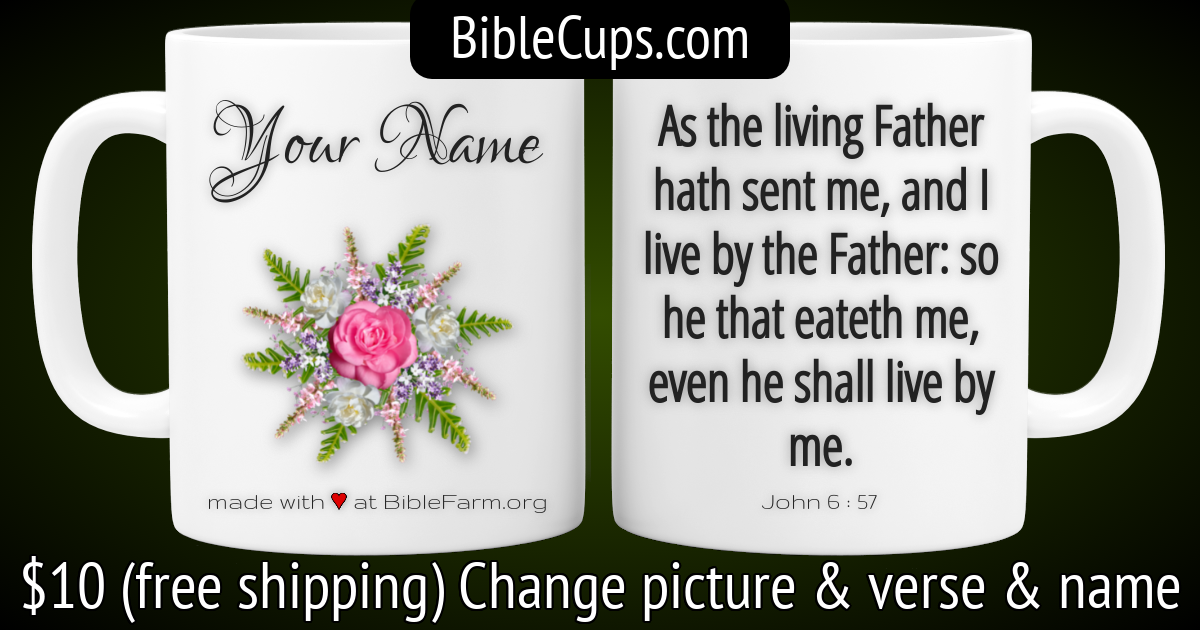 BibleCups.com
Your Name
made with ♥ at BibleFarm.org
As the living Father
hath sent me, and I
live by the Father: so
he that eateth me,
even he shall live by
me.
John 6 : 57
$10 (free shipping) Change picture & verse & name